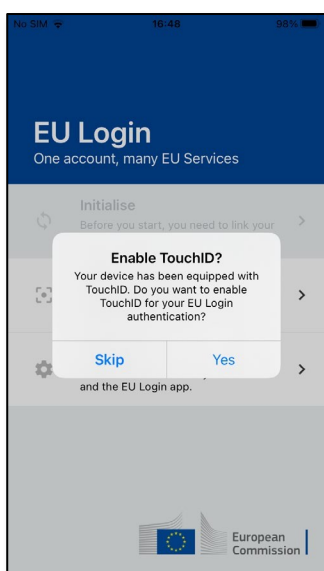 No SIM 16:48 98%
EU Login
One account, many EU Services
Initialise
Before you start, you need to link your
Enable TouchID?
Your device has been equipped with
TouchID. Do you want to enable
TouchID for your EU Login
authentication?
Skip Yes
and the EU Login app.
European
Commission